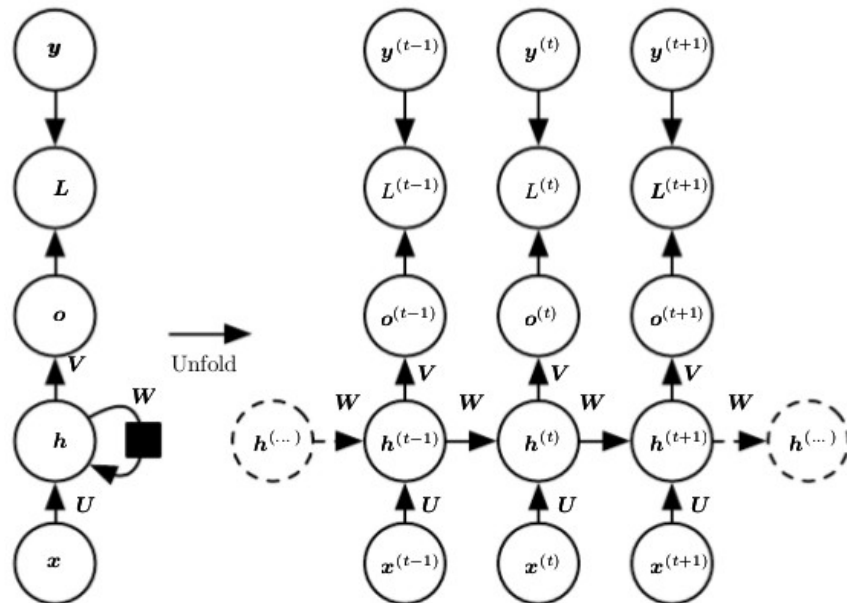 y y^(t−1) y^(t) y^(t+1)
L L^(t−1) L^(t) L^(t+1)
o o^(t−1) o^(t) o^(t+1)
Unfold
V V V V
W W W W W
h h^(...) h^(t−1) h^(t) h^(t+1) h^(...)
U U U U
x x^(t−1) x^(t) x^(t+1)